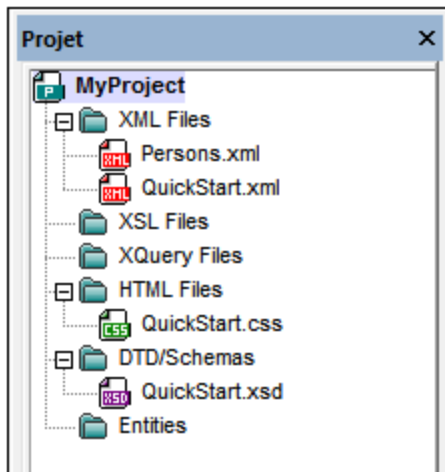 Projet
MyProject
XML Files
Persons.xml
QuickStart.xml
XSL Files
XQuery Files
HTML Files
QuickStart.css
DTD/Schemas
QuickStart.xsd
Entities